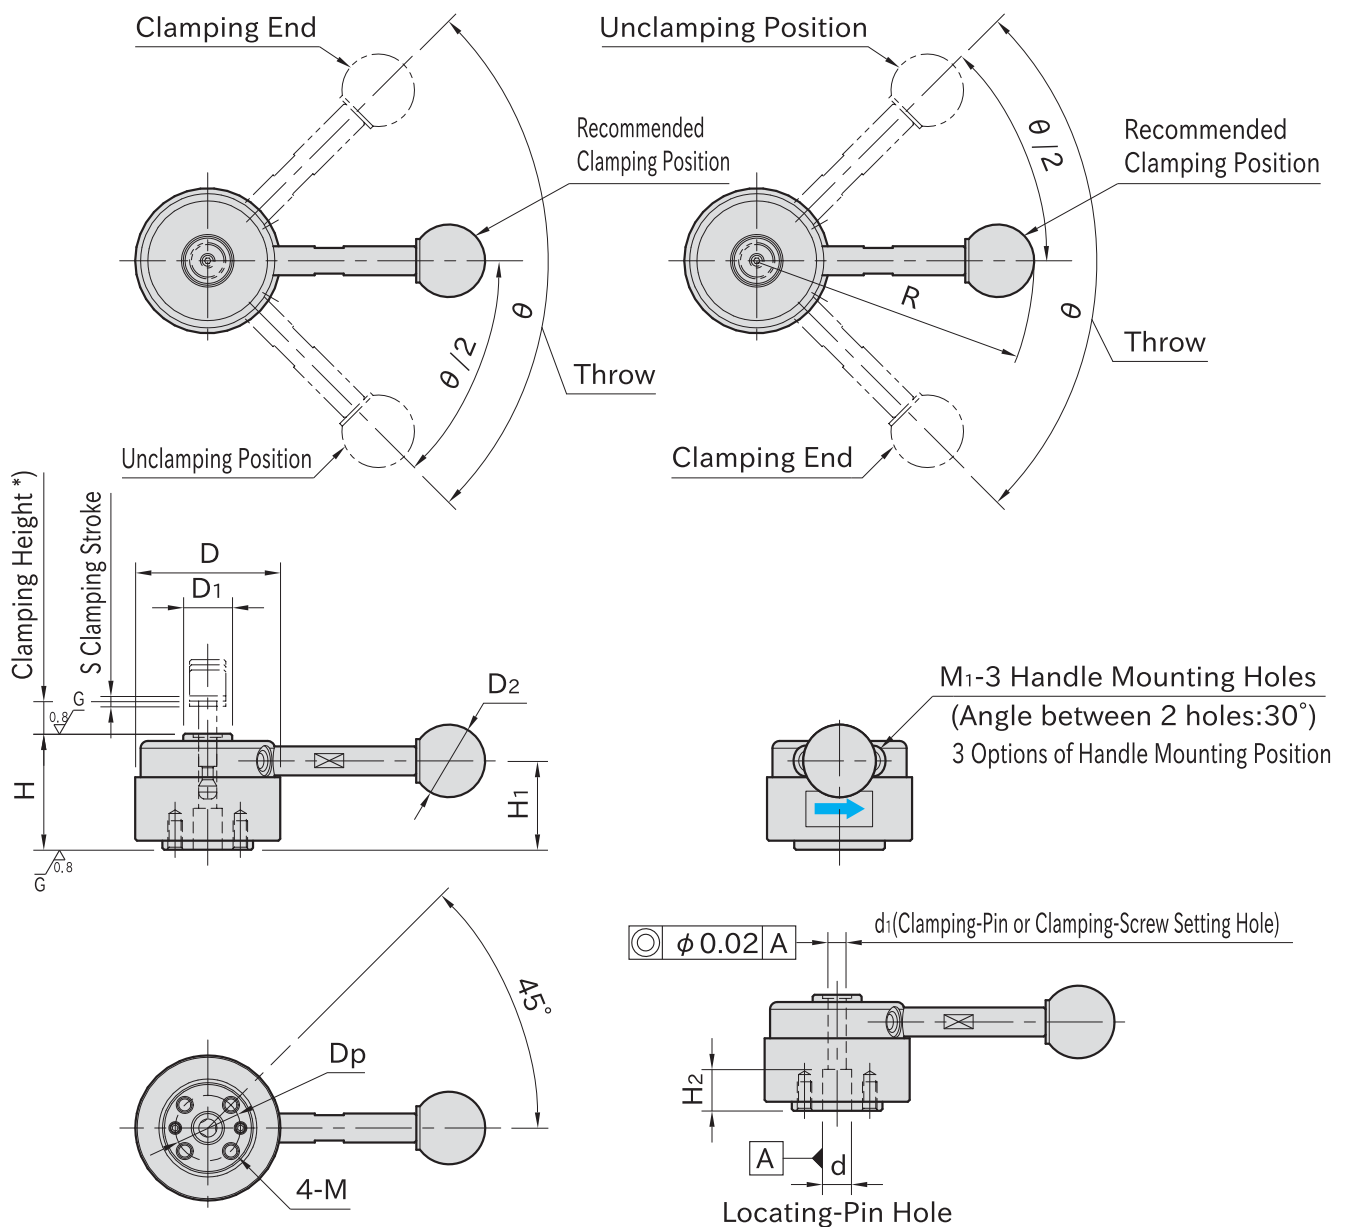 Clamping End
Unclamping Position
Recommended
Clamping Position
Recommended
Clamping Position
θ/2
R
θ
θ
θ/2
Throw
Throw
Unclamping Position
Clamping End
Clamping Height *)
S Clamping Stroke
D
D1
G
0.8
D2
H
H1
G
0.8
M1-3 Handle Mounting Holes
(Angle between 2 holes:30°)
3 Options of Handle Mounting Position
45°
Dp
4-M
◎ φ0.02 A
d1(Clamping-Pin or Clamping-Screw Setting Hole)
H2
A
d
Locating-Pin Hole